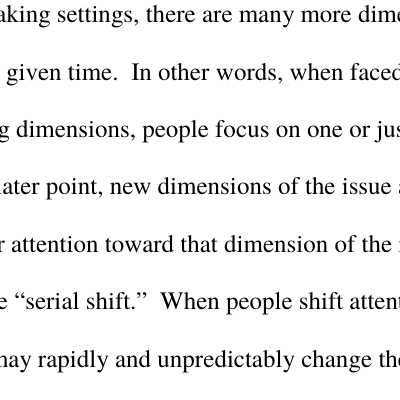 aking settings, there are many more dime
given time.  In other words, when faced
g dimensions, people focus on one or jus
ater point, new dimensions of the issue a
r attention toward that dimension of the
e “serial shift.”  When people shift attent
may rapidly and unpredictably change the